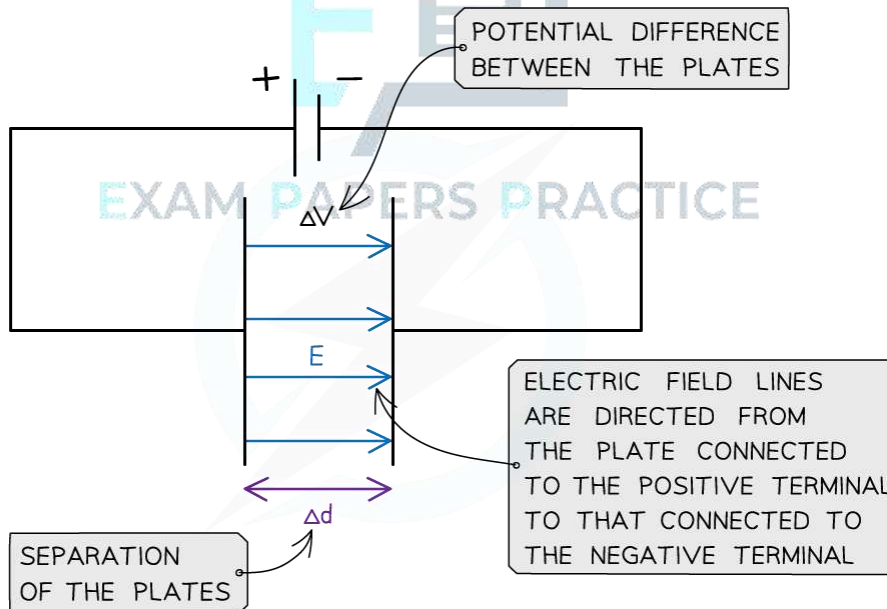 POTENTIAL DIFFERENCE
BETWEEN THE PLATES
+ −
EXAM PAPERS PRACTICE
ΔV
E
ELECTRIC FIELD LINES
ARE DIRECTED FROM
THE PLATE CONNECTED
TO THE POSITIVE TERMINAL
TO THAT CONNECTED TO
THE NEGATIVE TERMINAL
Δd
SEPARATION
OF THE PLATES